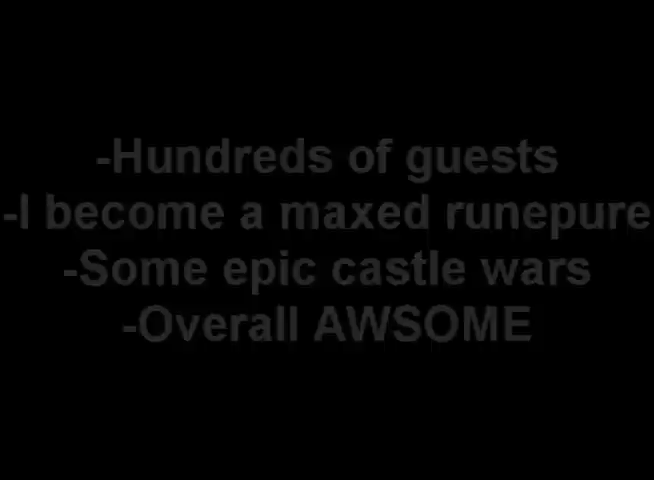 -Hundreds of guests
-I become a maxed runepure
-Some epic castle wars
-Overall AWSOME